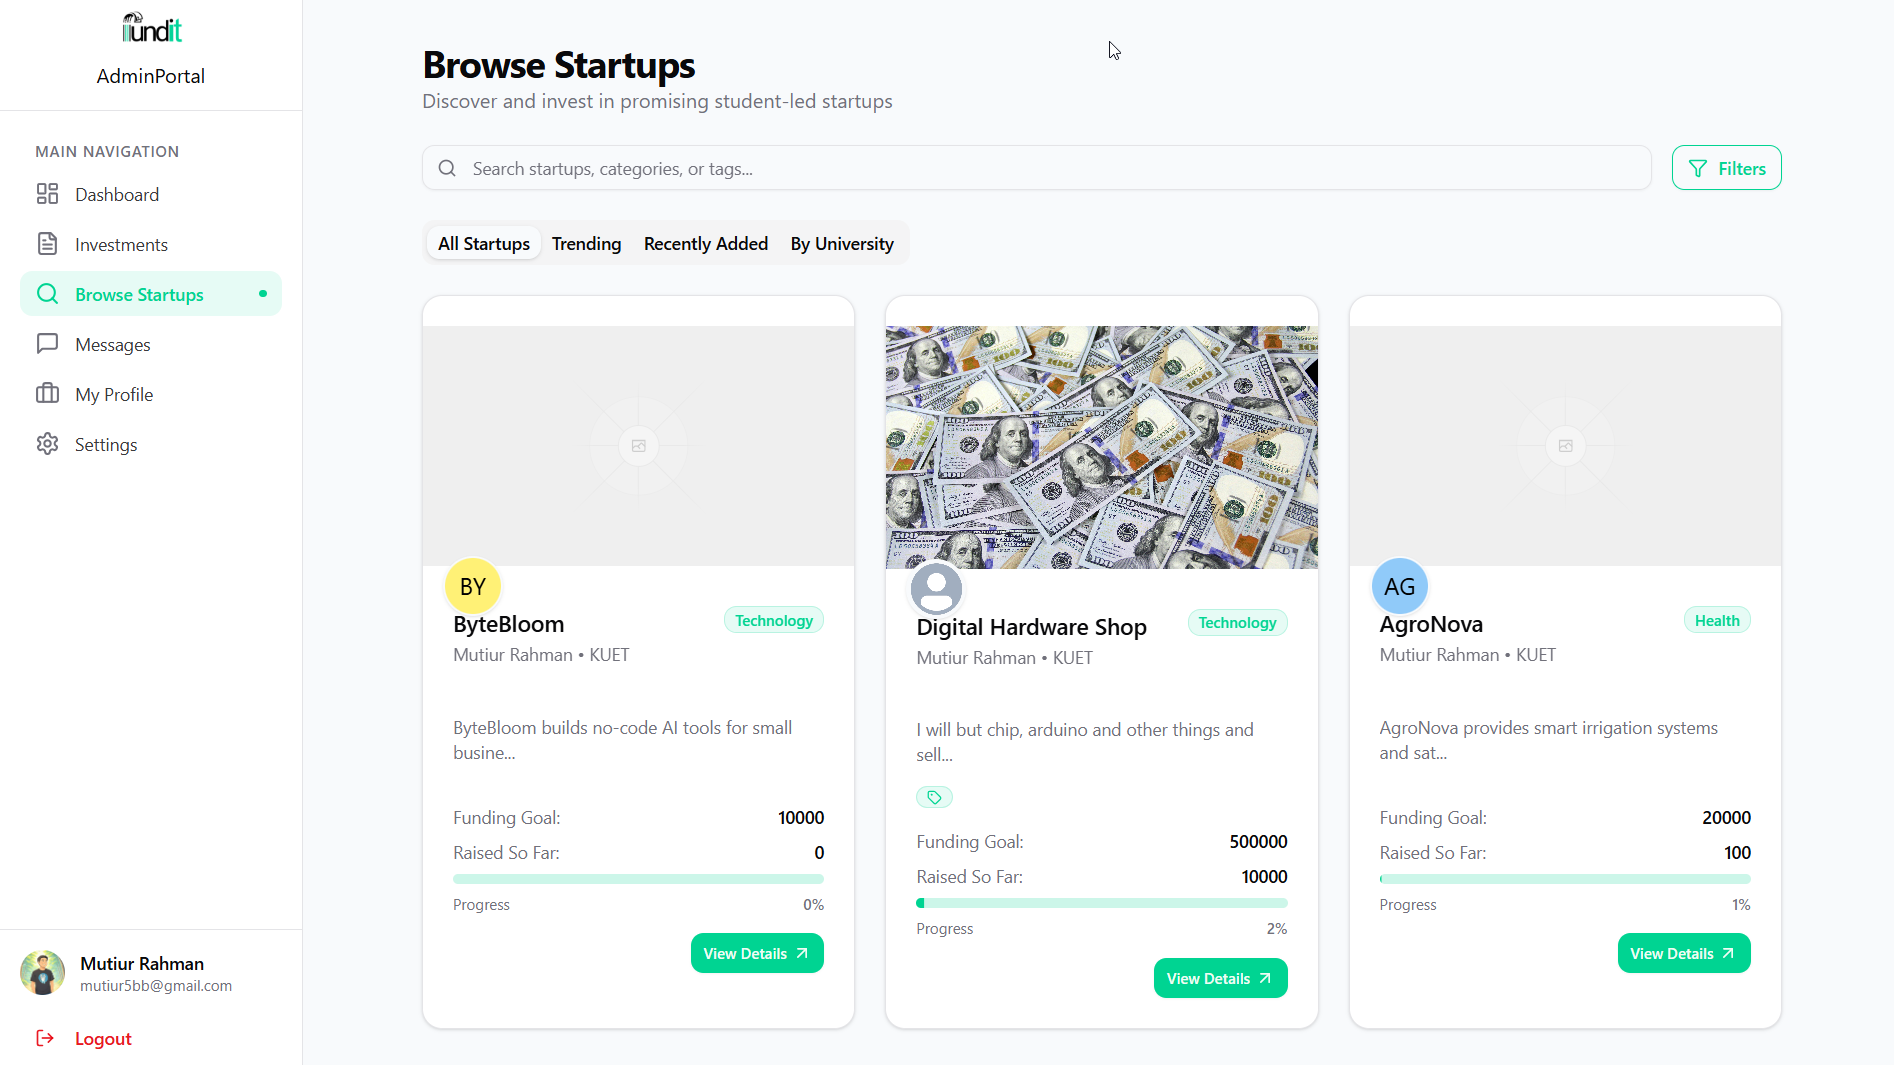 fundit
AdminPortal
MAIN NAVIGATION
Dashboard
Investments
Browse Startups
Messages
My Profile
Settings
Mutiur Rahman
mutiur5bb@gmail.com
Logout
Browse Startups
Discover and invest in promising student-led startups
Search startups, categories, or tags...
Filters
All Startups Trending Recently Added By University
BY
ByteBloom
Technology
Mutiur Rahman • KUET
ByteBloom builds no-code AI tools for small
busine...
Funding Goal: 10000
Raised So Far: 0
Progress 0%
View Details
Digital Hardware Shop
Technology
Mutiur Rahman • KUET
I will but chip, arduino and other things and
sell...
Funding Goal: 500000
Raised So Far: 10000
Progress 2%
View Details
AG
AgroNova
Health
Mutiur Rahman • KUET
AgroNova provides smart irrigation systems
and sat...
Funding Goal: 20000
Raised So Far: 100
Progress 1%
View Details